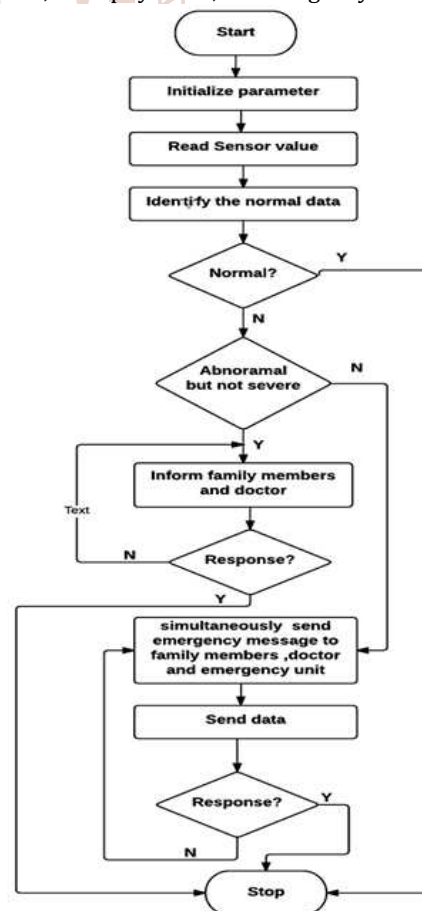 Start
Initialize parameter
Read Sensor value
Identify the normal data
Normal?
Y
N
Abnoramal
but not severe
N
Y
Inform family members
and doctor
Text
N
Response?
Y
simultaneously send
emergency message to
family members ,doctor
and emergency unit
Send data
Response?
Y
N
Stop